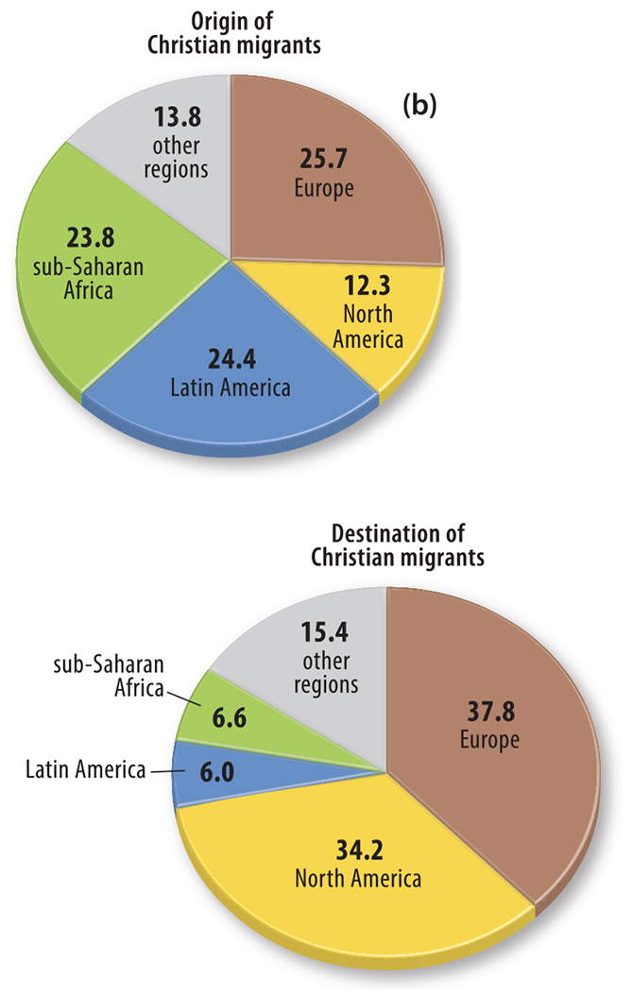 Origin of
Christian migrants
(b)
13.8
other
regions
25.7
Europe
23.8
sub-Saharan
Africa
12.3
North
America
24.4
Latin America
Destination of
Christian migrants
15.4
other
regions
sub-Saharan
Africa
6.6
37.8
Europe
Latin America
6.0
34.2
North America